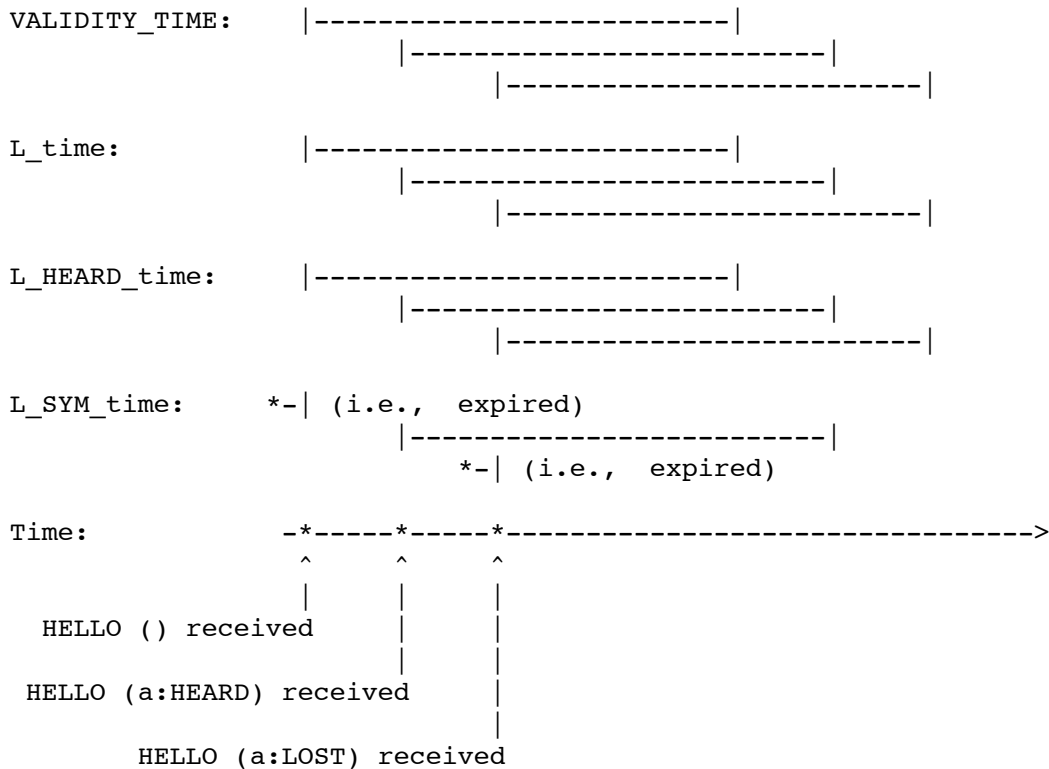 VALIDITY_TIME:     |--------------------------|
                         |--------------------------|
                               |--------------------------|
L_time:            |--------------------------|
                         |--------------------------|
                               |--------------------------|
L_HEARD_time:      |--------------------------|
                         |--------------------------|
                               |--------------------------|
L_SYM_time:      *-| (i.e.,  expired)
                         |--------------------------|
                             *-| (i.e.,  expired)
Time:             -*-----*-----*--------------------------------->
                   ^     ^     ^
                   |     |     |
  HELLO () received      |     |
                         |     |
 HELLO (a:HEARD) received      |
                               |
        HELLO (a:LOST) received